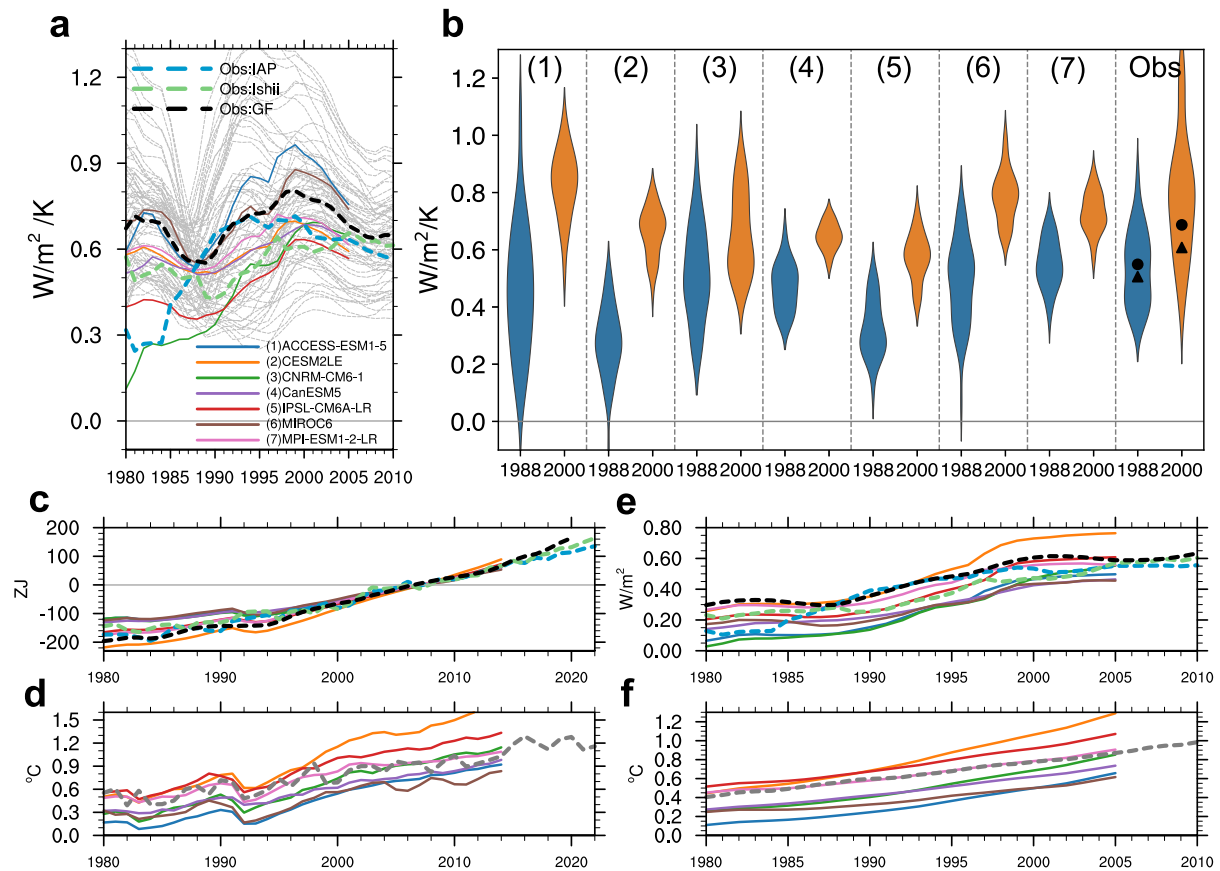 a
W/m² /K
1.2
0.9
0.6
0.3
0.0
Obs:IAP
Obs:Ishii
Obs:GF
(1)ACCESS-ESM1-5
(2)CESM2LE
(3)CNRM-CM6-1
(4)CanESM5
(5)IPSL-CM6A-LR
(6)MIROC6
(7)MPI-ESM1-2-LR
1980 1985 1990 1995 2000 2005 2010
b
W/m² /K
1.2
1.0
0.8
0.6
0.4
0.2
0.0
(1) (2) (3) (4) (5) (6) (7) Obs
1988 2000 1988 2000 1988 2000 1988 2000 1988 2000 1988 2000 1988 2000 1988 2000
c
ZJ
200
100
0
-100
-200
1980 1990 2000 2010 2020
e
W/m²
0.80
0.60
0.40
0.20
0.00
1980 1985 1990 1995 2000 2005 2010
d
°C
1.5
1.2
0.9
0.6
0.3
0.0
1980 1990 2000 2010 2020
f
°C
1.2
1.0
0.8
0.6
0.4
0.2
0.0
1980 1985 1990 1995 2000 2005 2010